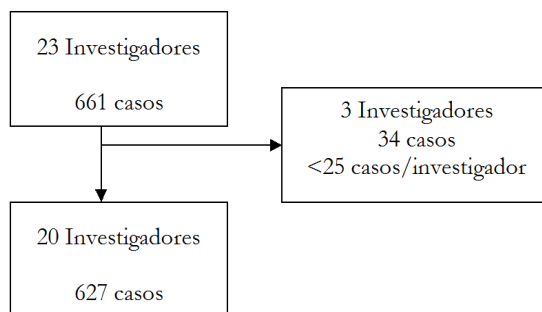 23 Investigadores
661 casos
3 Investigadores
34 casos
<25 casos/investigador
20 Investigadores
627 casos